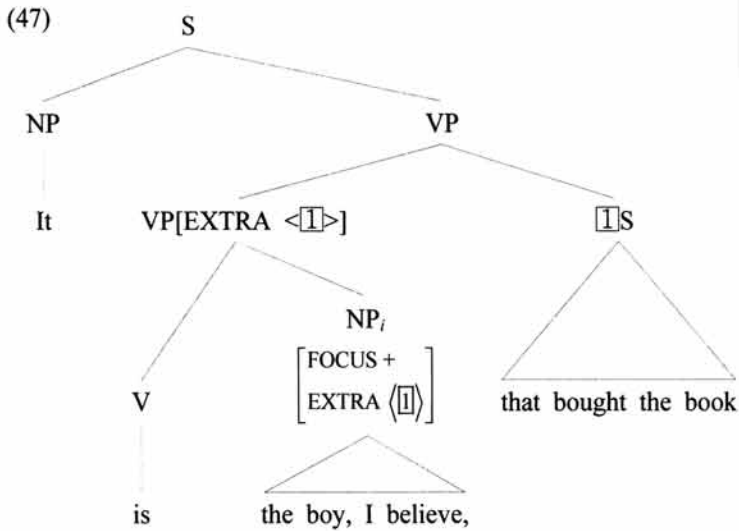 (47) S
NP VP
It VP[EXTRA <1>] 1S
NPi
FOCUS +
V EXTRA ⟨1⟩ that bought the book
is the boy, I believe,